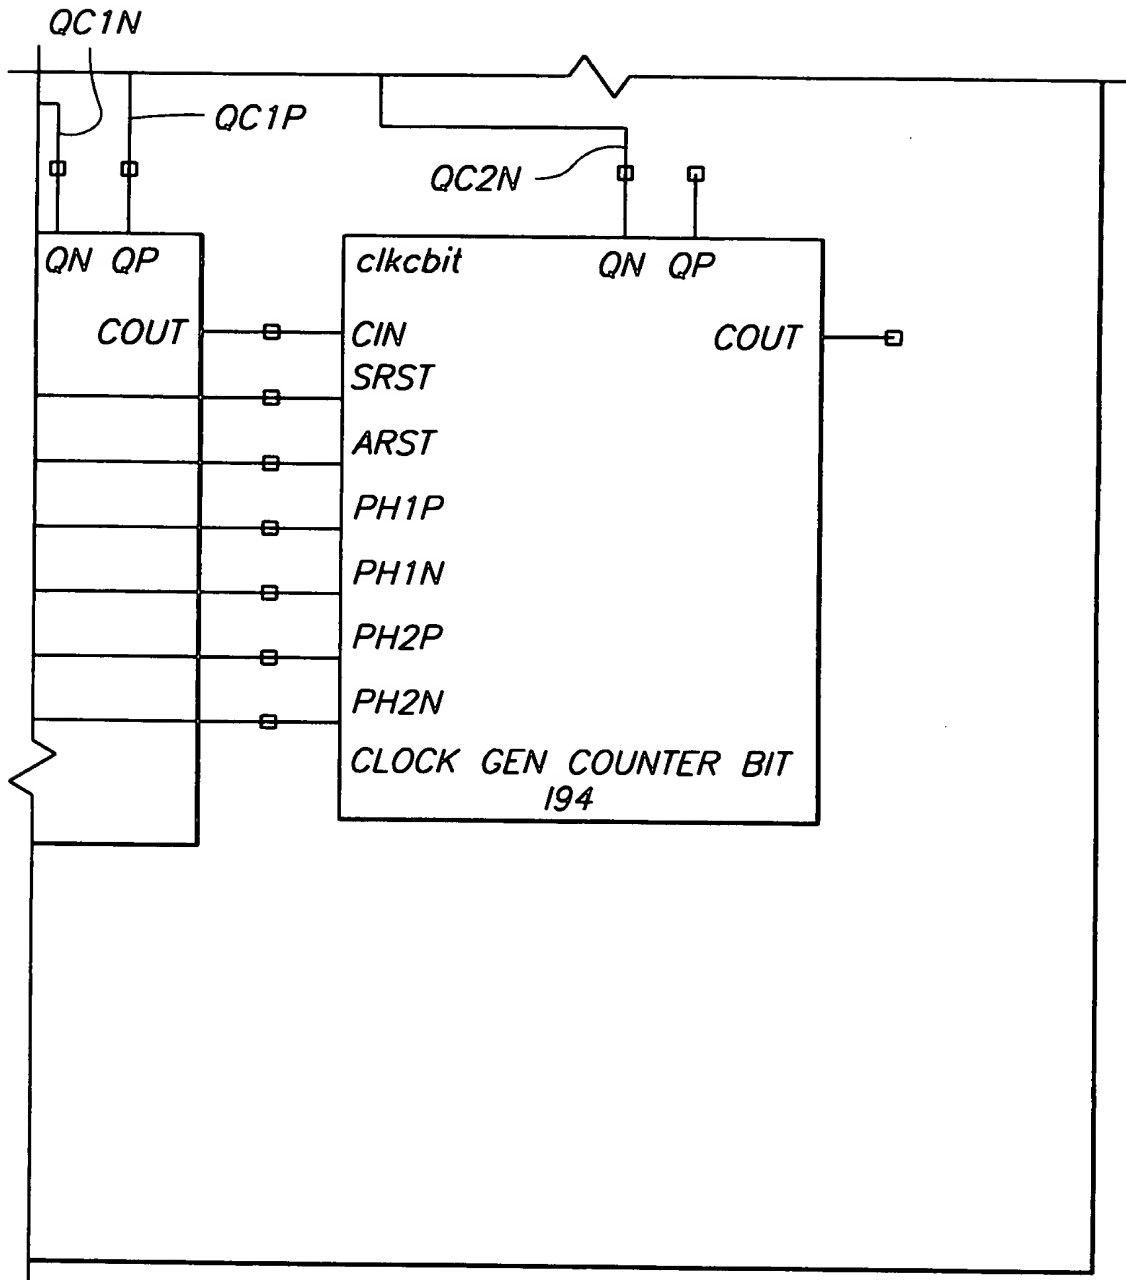 QC1N
QC1P
QC2N
QN QP
clkcbit
QN QP
COUT
CIN
COUT
SRST
ARST
PH1P
PH1N
PH2P
PH2N
CLOCK GEN COUNTER BIT
I94